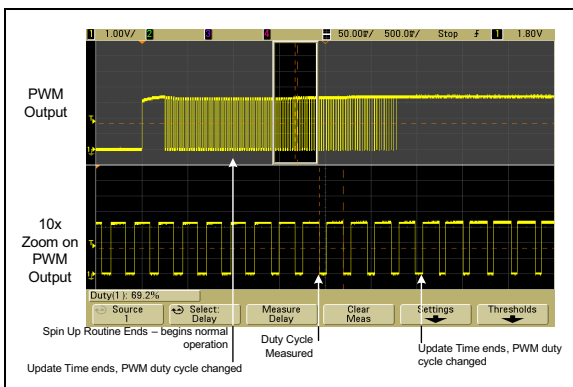 1 1.00V/ 2 3 4 50.00▽/ 500.0▽/ Stop 1 1.80V
PWM
Output
10x
Zoom on
PWM
Output
Duty(1): 69.2%
Source
1
Select:
Delay
Measure
Delay
Clear
Meas
Settings
Thresholds
Spin Up Routine Ends – begins normal
operation
Update Time ends, PWM duty cycle changed
Duty Cycle
Measured
Update Time ends, PWM duty
cycle changed